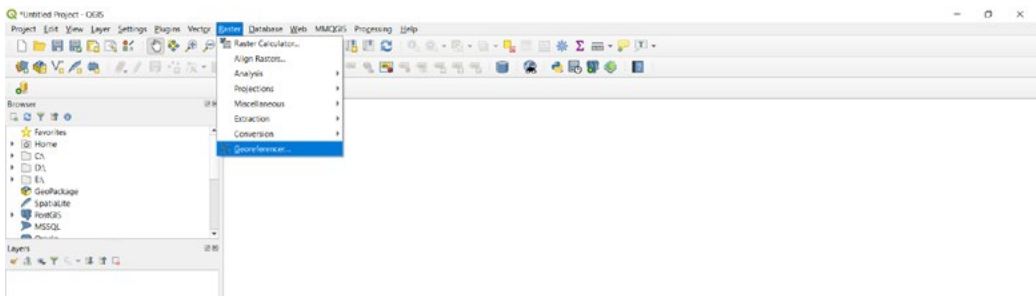 *Untitled Project - QGIS
Project Edit View Layer Settings Plugins Vector Raster Database Web MMQGIS Processing Help
Raster Calculator...
Align Rasters...
Analysis
Projections
Miscellaneous
Extraction
Conversion
Georeferencer...
Browser
Favorites
Home
C:\
D:\
E:\
GeoPackage
SpatiaLite
PostGIS
MSSQL
Layers